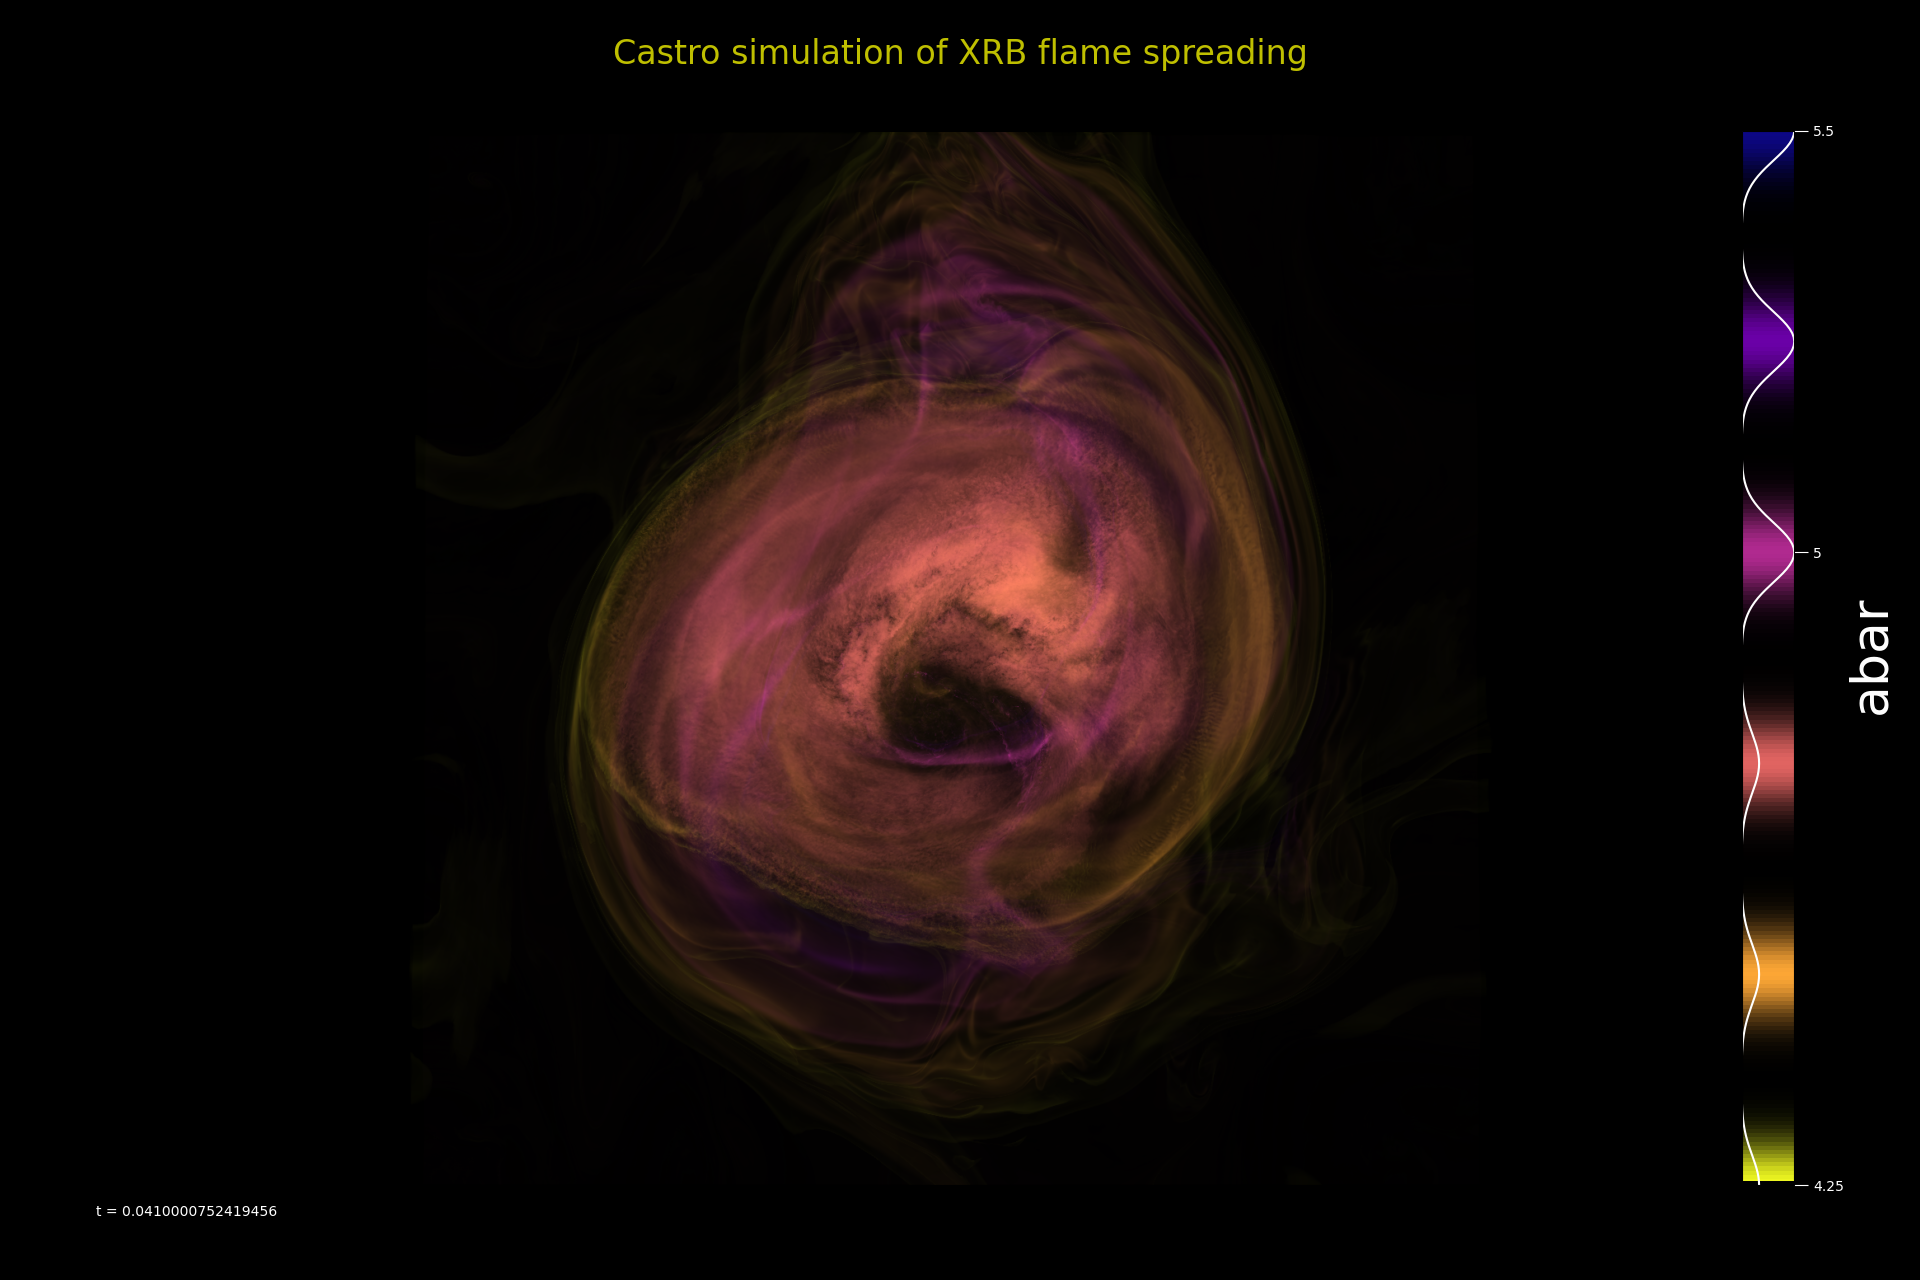 Castro simulation of XRB flame spreading
5.5
5
abar
4.25
t = 0.0410000752419456